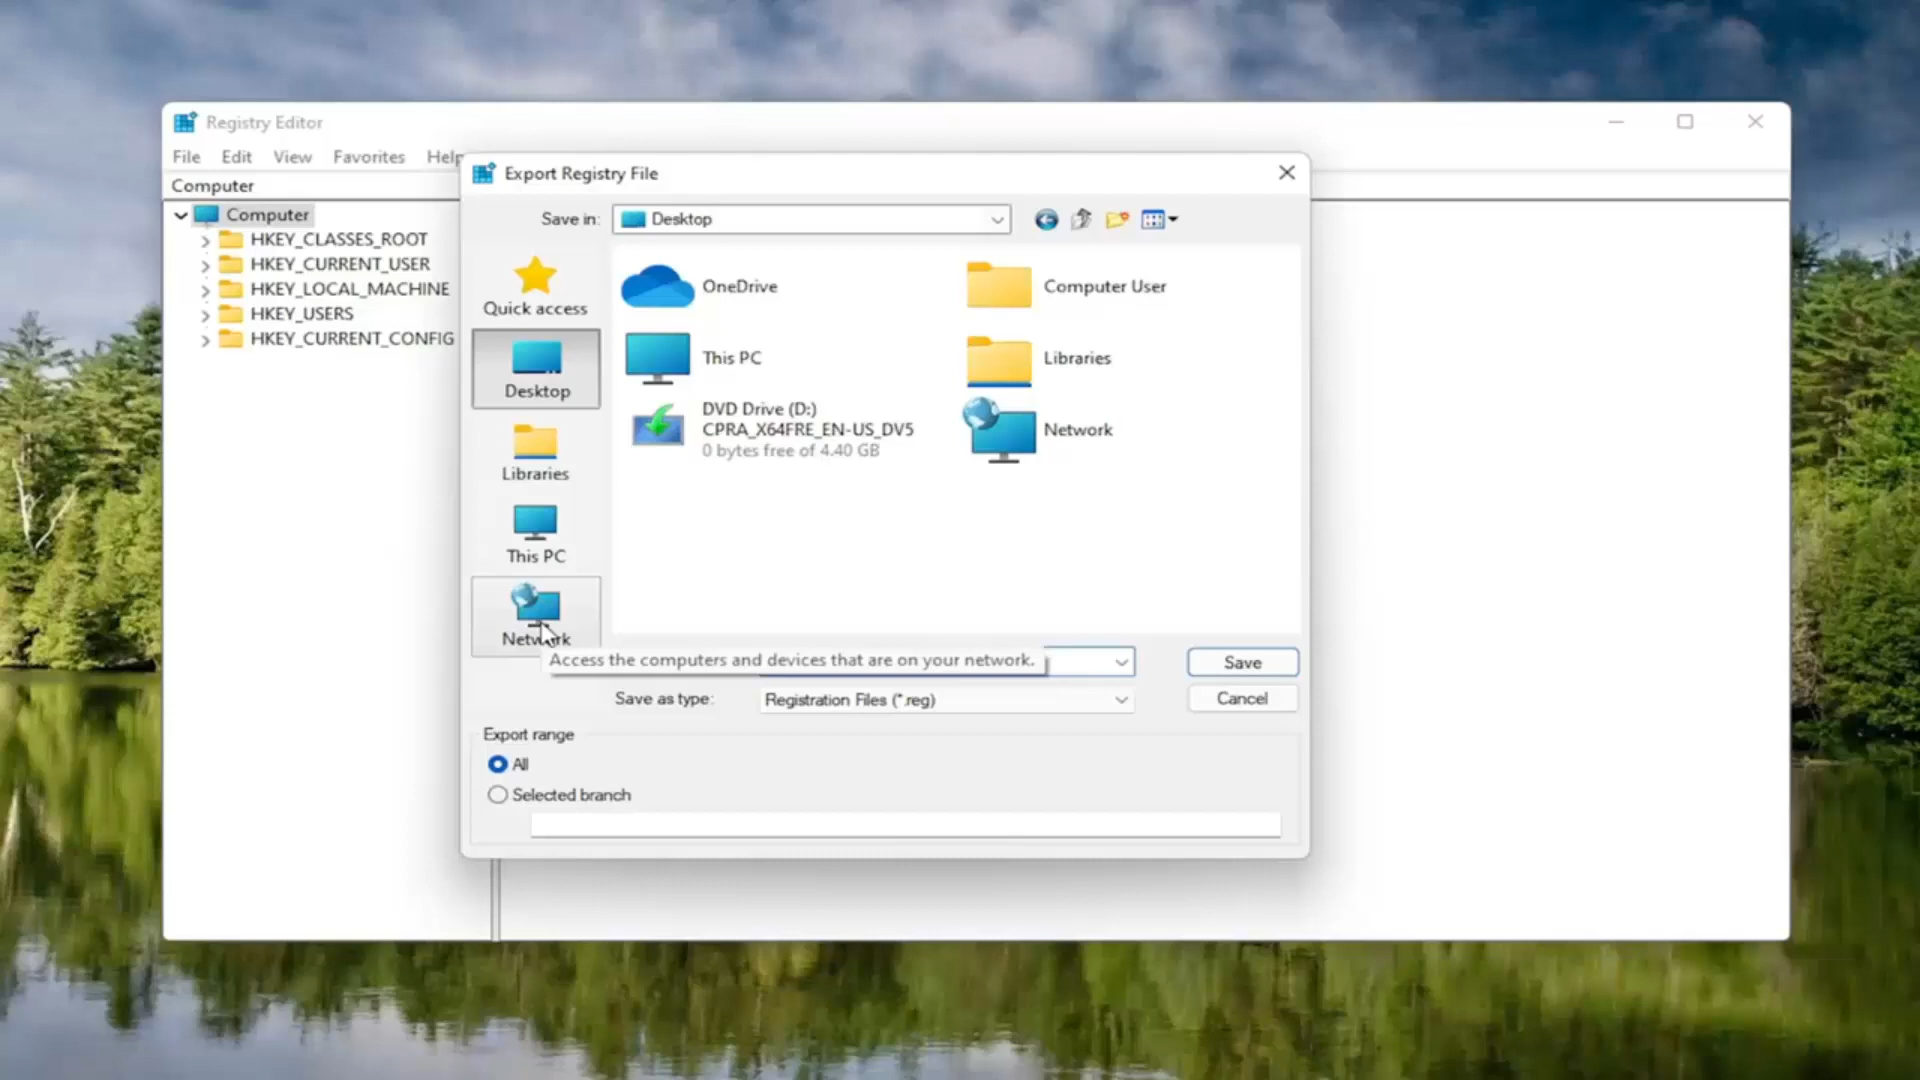 Registry Editor
File Edit View Favorites Help
Computer
Computer
HKEY_CLASSES_ROOT
HKEY_CURRENT_USER
HKEY_LOCAL_MACHINE
HKEY_USERS
HKEY_CURRENT_CONFIG
Export Registry File
Save in: Desktop
Quick access
Desktop
Libraries
This PC
Network
OneDrive
Computer User
This PC
Libraries
DVD Drive (D:)
CPRA_X64FRE_EN-US_DV5
0 bytes free of 4.40 GB
Network
Access the computers and devices that are on your network.
Save
Save as type: Registration Files (*.reg)
Cancel
Export range
All
Selected branch